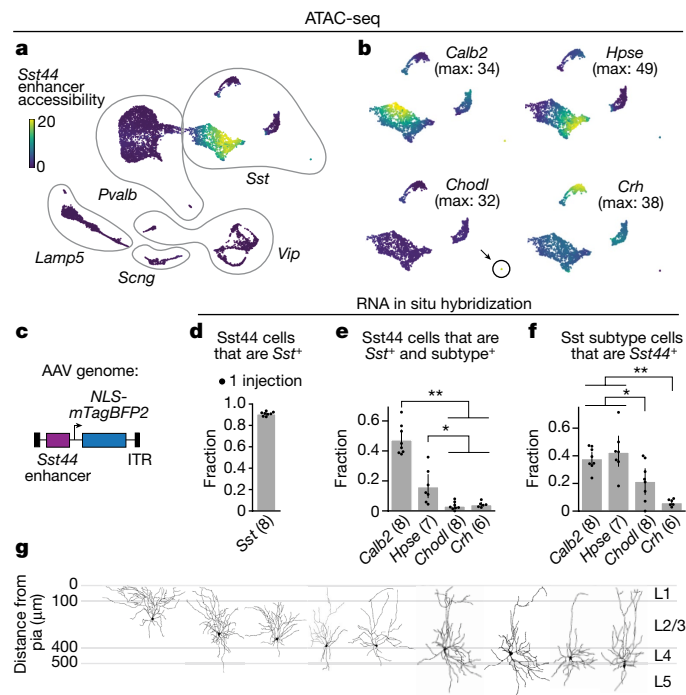 ATAC-seq
a
Sst44
enhancer
accessibility
20
0
Pvalb
Sst
Lamp5
Scng
Vip
b
Calb2
(max: 34)
Hpse
(max: 49)
Chodl
(max: 32)
Crh
(max: 38)
RNA in situ hybridization
c
AAV genome:
NLS-
mTagBFP2
Sst44
enhancer
ITR
d
Sst44 cells
that are Sst⁺
1 injection
1.0
0.8
0.6
0.4
0.2
0
Fraction
Sst (8)
e
Sst44 cells that are
Sst⁺ and subtype⁺
**
*
0.6
0.4
0.2
0
Fraction
Calb2 (8)
Hpse (7)
Chodl (8)
Crh (6)
f
Sst subtype cells
that are Sst44⁺
**
*
0.6
0.4
0.2
0
Fraction
Calb2 (8)
Hpse (7)
Chodl (8)
Crh (6)
g
Distance from
pia (μm)
0
100
400
500
L1
L2/3
L4
L5